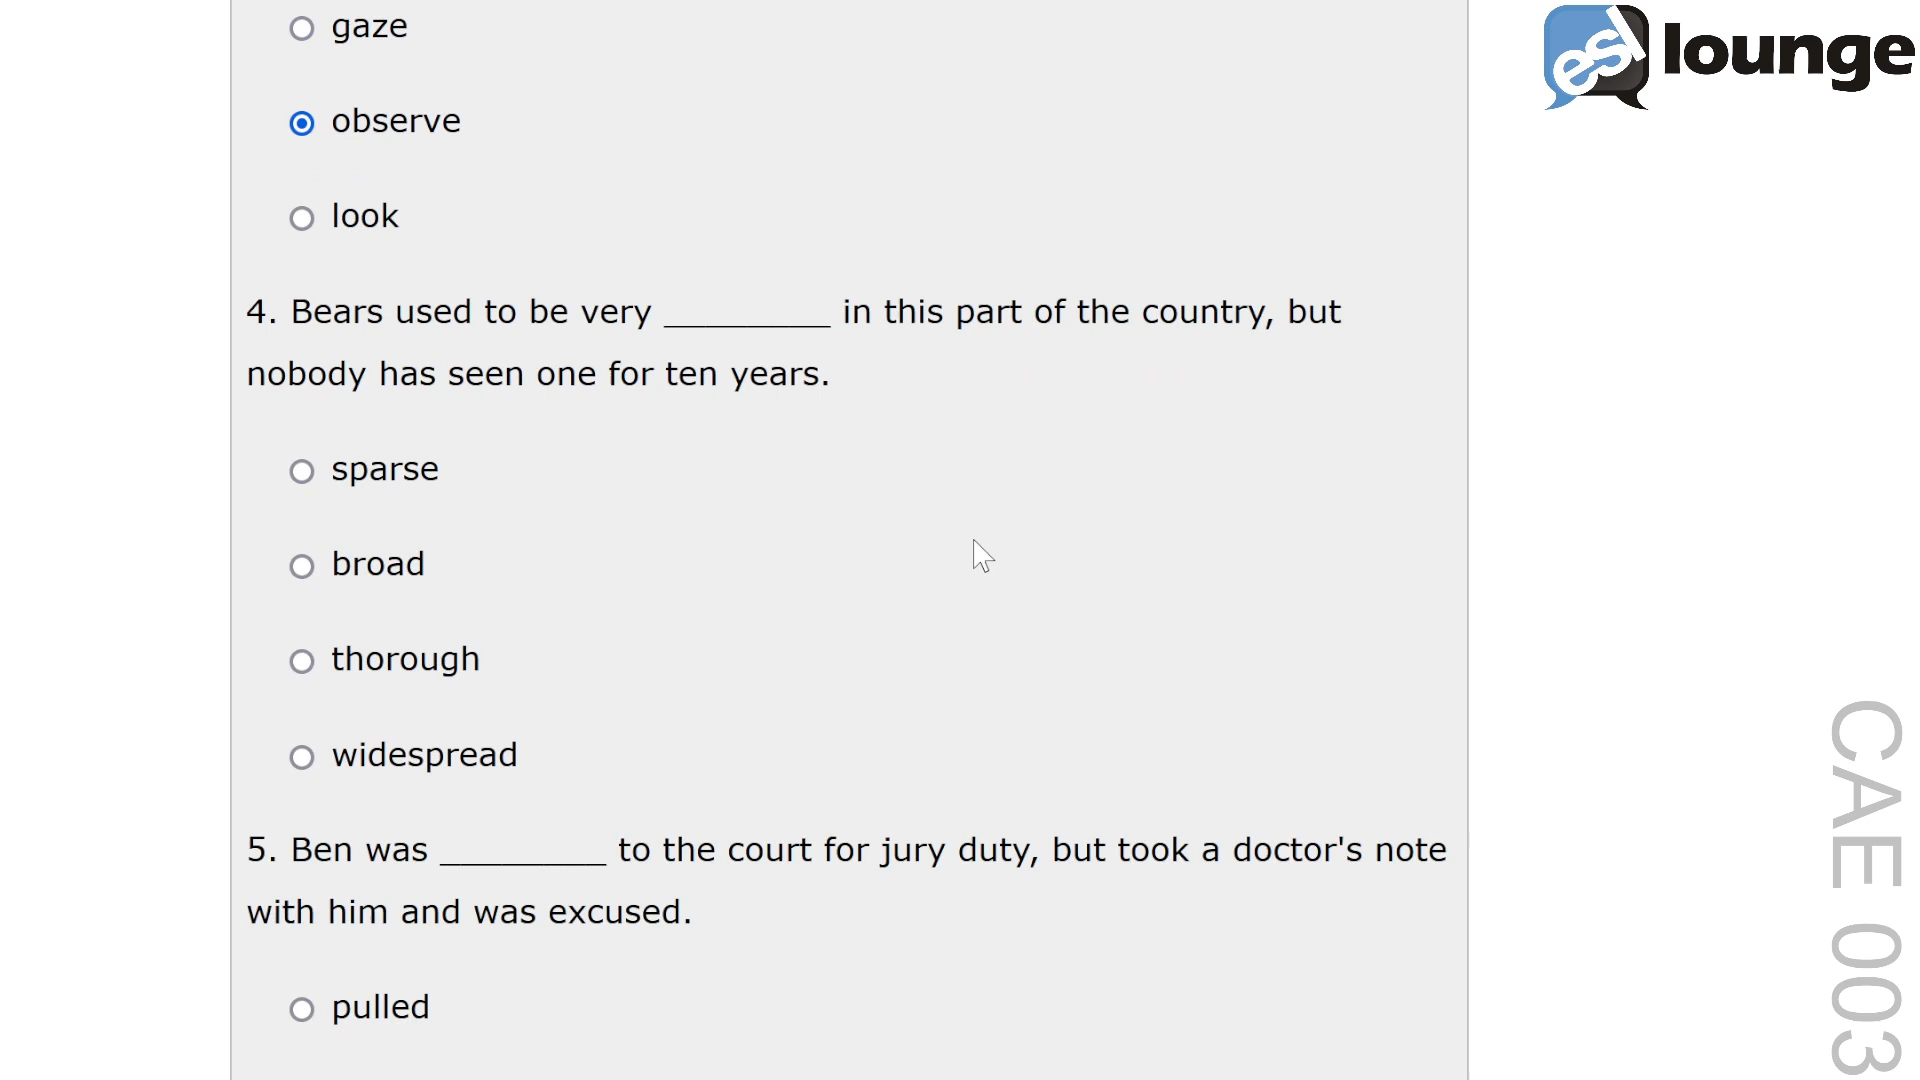 gaze
esl lounge
observe
look
4. Bears used to be very __________ in this part of the country, but
nobody has seen one for ten years.
sparse
broad
thorough
widespread
5. Ben was __________ to the court for jury duty, but took a doctor's note
with him and was excused.
pulled
CAE 003